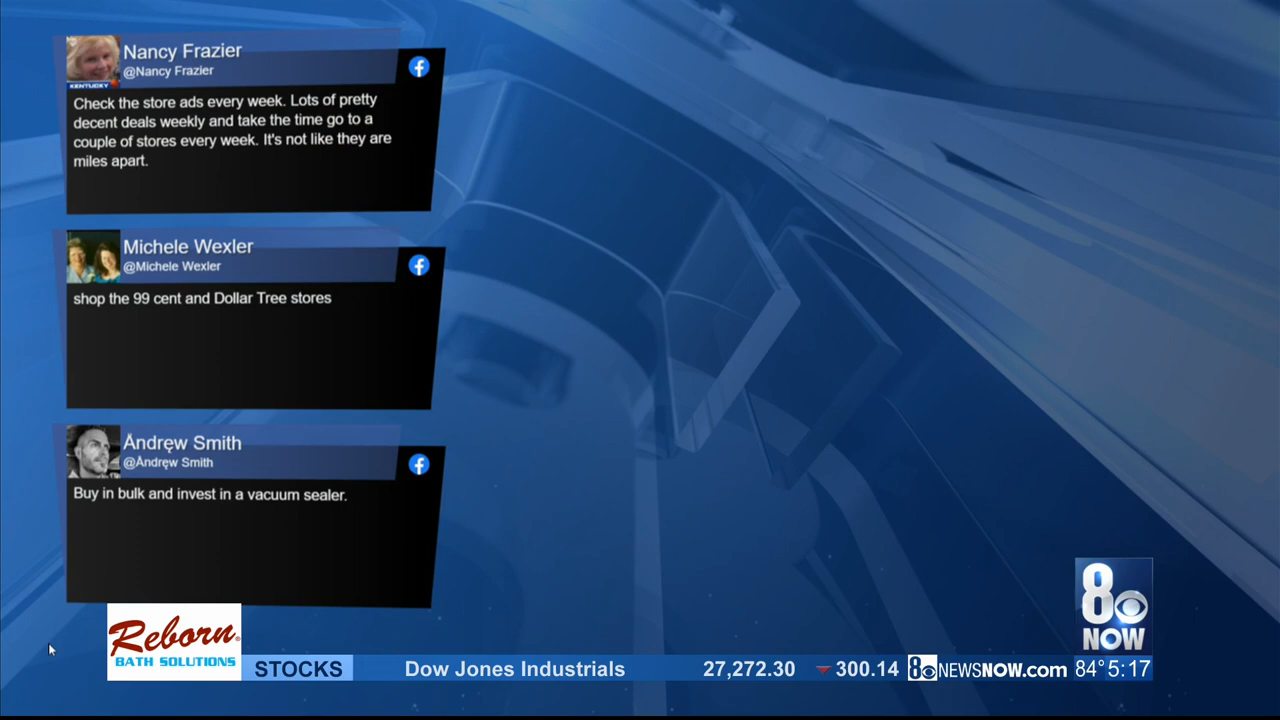 Nancy Frazier
@Nancy Frazier
KENTUCKY
Check the store ads every week. Lots of pretty
decent deals weekly and take the time go to a
couple of stores every week. It's not like they are
miles apart.
Michele Wexler
@Michele Wexler
shop the 99 cent and Dollar Tree stores
Åndręw Smith
@Åndręw Smith
Buy in bulk and invest in a vacuum sealer.
8
NOW
Reborn®
BATH SOLUTIONS
STOCKS Dow Jones Industrials 27,272.30 300.14 8 NEWSNOW.com 84° 5:17